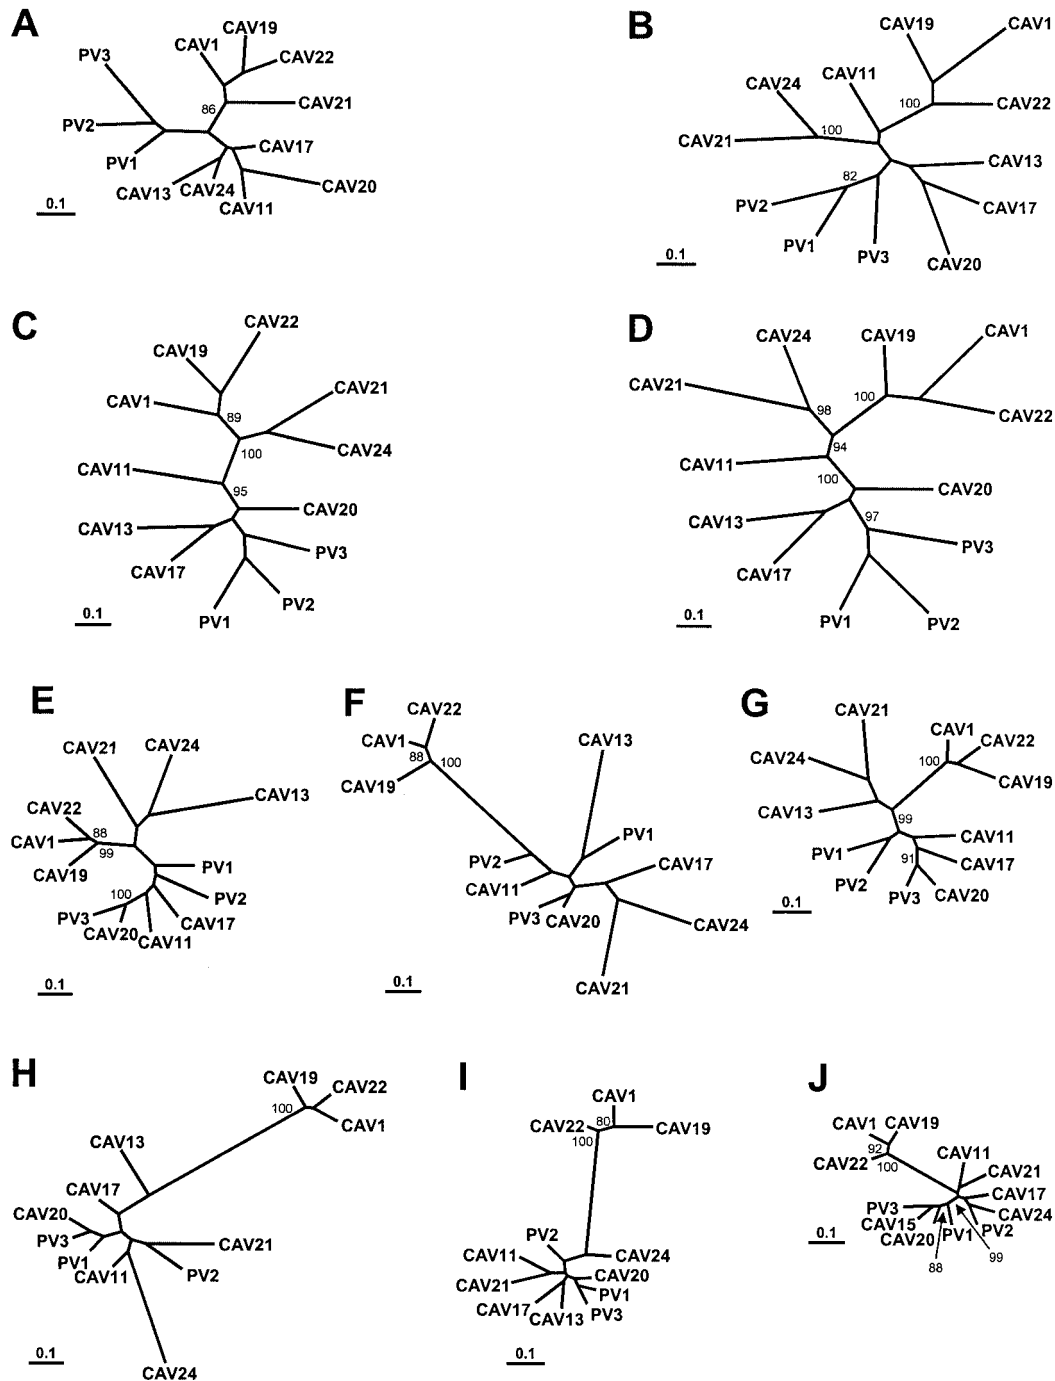 A
CAV19
CAV1
PV3
CAV22
86
CAV21
PV2
PV1
CAV17
CAV13
CAV24
CAV20
CAV11
0.1
B
CAV19
CAV1
CAV11
CAV24
100
CAV22
100
CAV21
CAV13
82
PV2
CAV17
PV1
PV3
CAV20
0.1
C
CAV22
CAV19
CAV21
CAV1
89
100
CAV24
CAV11
95
CAV20
CAV13
PV3
CAV17
PV2
PV1
0.1
D
CAV24
CAV19
CAV1
CAV21
100
98
CAV22
94
CAV11
100
CAV20
CAV13
97
PV3
CAV17
PV1
PV2
0.1
E
CAV21
CAV24
CAV13
CAV22
88
CAV1
99
CAV19
PV1
100
PV2
PV3
CAV17
CAV20
CAV11
0.1
F
CAV22
CAV1
88
100
CAV19
CAV13
PV1
PV2
CAV17
CAV11
PV3
CAV20
CAV24
CAV21
0.1
G
CAV21
CAV1
CAV22
CAV24
100
CAV19
CAV13
99
CAV11
PV1
91
CAV17
PV2
PV3
CAV20
0.1
H
CAV19
CAV22
100
CAV1
CAV13
CAV17
CAV20
PV3
CAV21
PV1
CAV11
PV2
0.1
CAV24
I
CAV1
CAV22
80
CAV19
100
PV2
CAV11
CAV24
CAV20
CAV21
PV1
CAV17
CAV13
PV3
0.1
J
CAV1
CAV19
92
CAV11
CAV22
100
CAV21
CAV17
PV3
CAV24
CAV15
PV2
CAV20
PV1
0.1
99
88